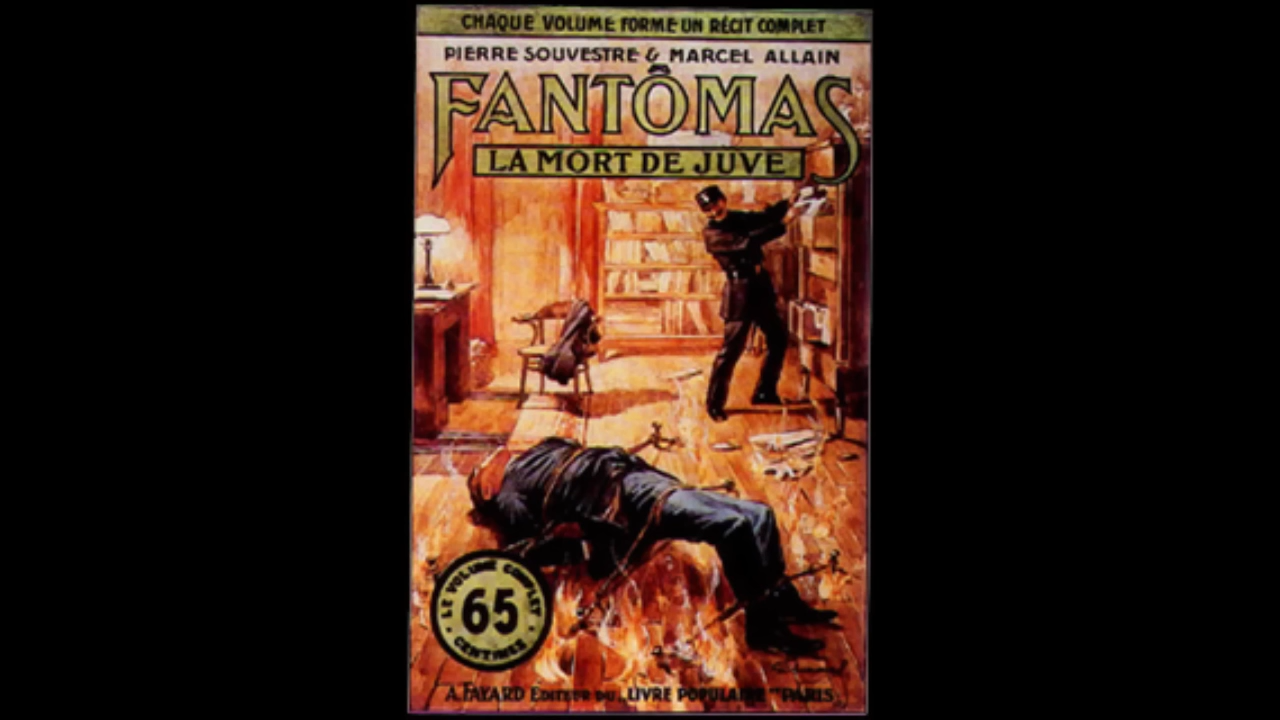 CHAQUE VOLUME FORME UN RÉCIT COMPLET
PIERRE SOUVESTRE & MARCEL ALLAIN
FANTÔMAS
LA MORT DE JUVE
LE VOLUME COMPLET
65
CENTIMES
A. FAYARD EDITEUR DU "LIVRE POPULAIRE" PARIS